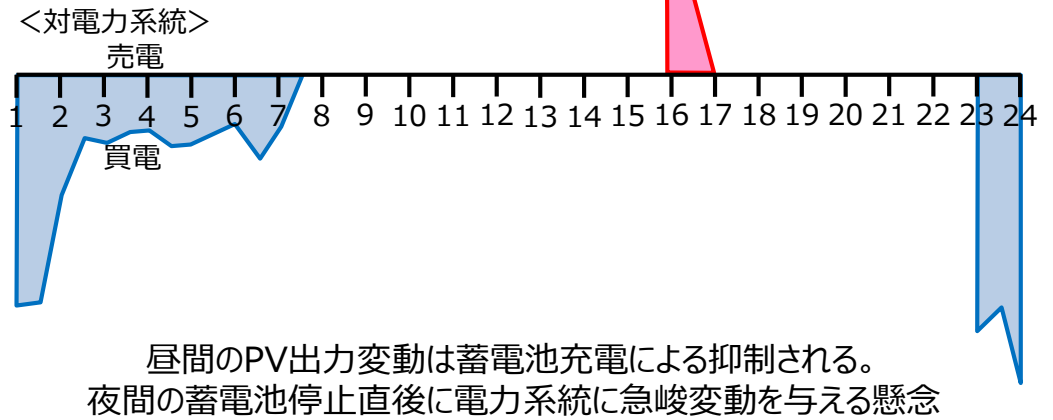 ＜対電力系統＞
売電
1 2 3 4 5 6 7 8 9 10 11 12 13 14 15 16 17 18 19 20 21 22 23 24
買電
昼間のPV出力変動は蓄電池充電による抑制される。
夜間の蓄電池停止直後に電力系統に急峻変動を与える懸念